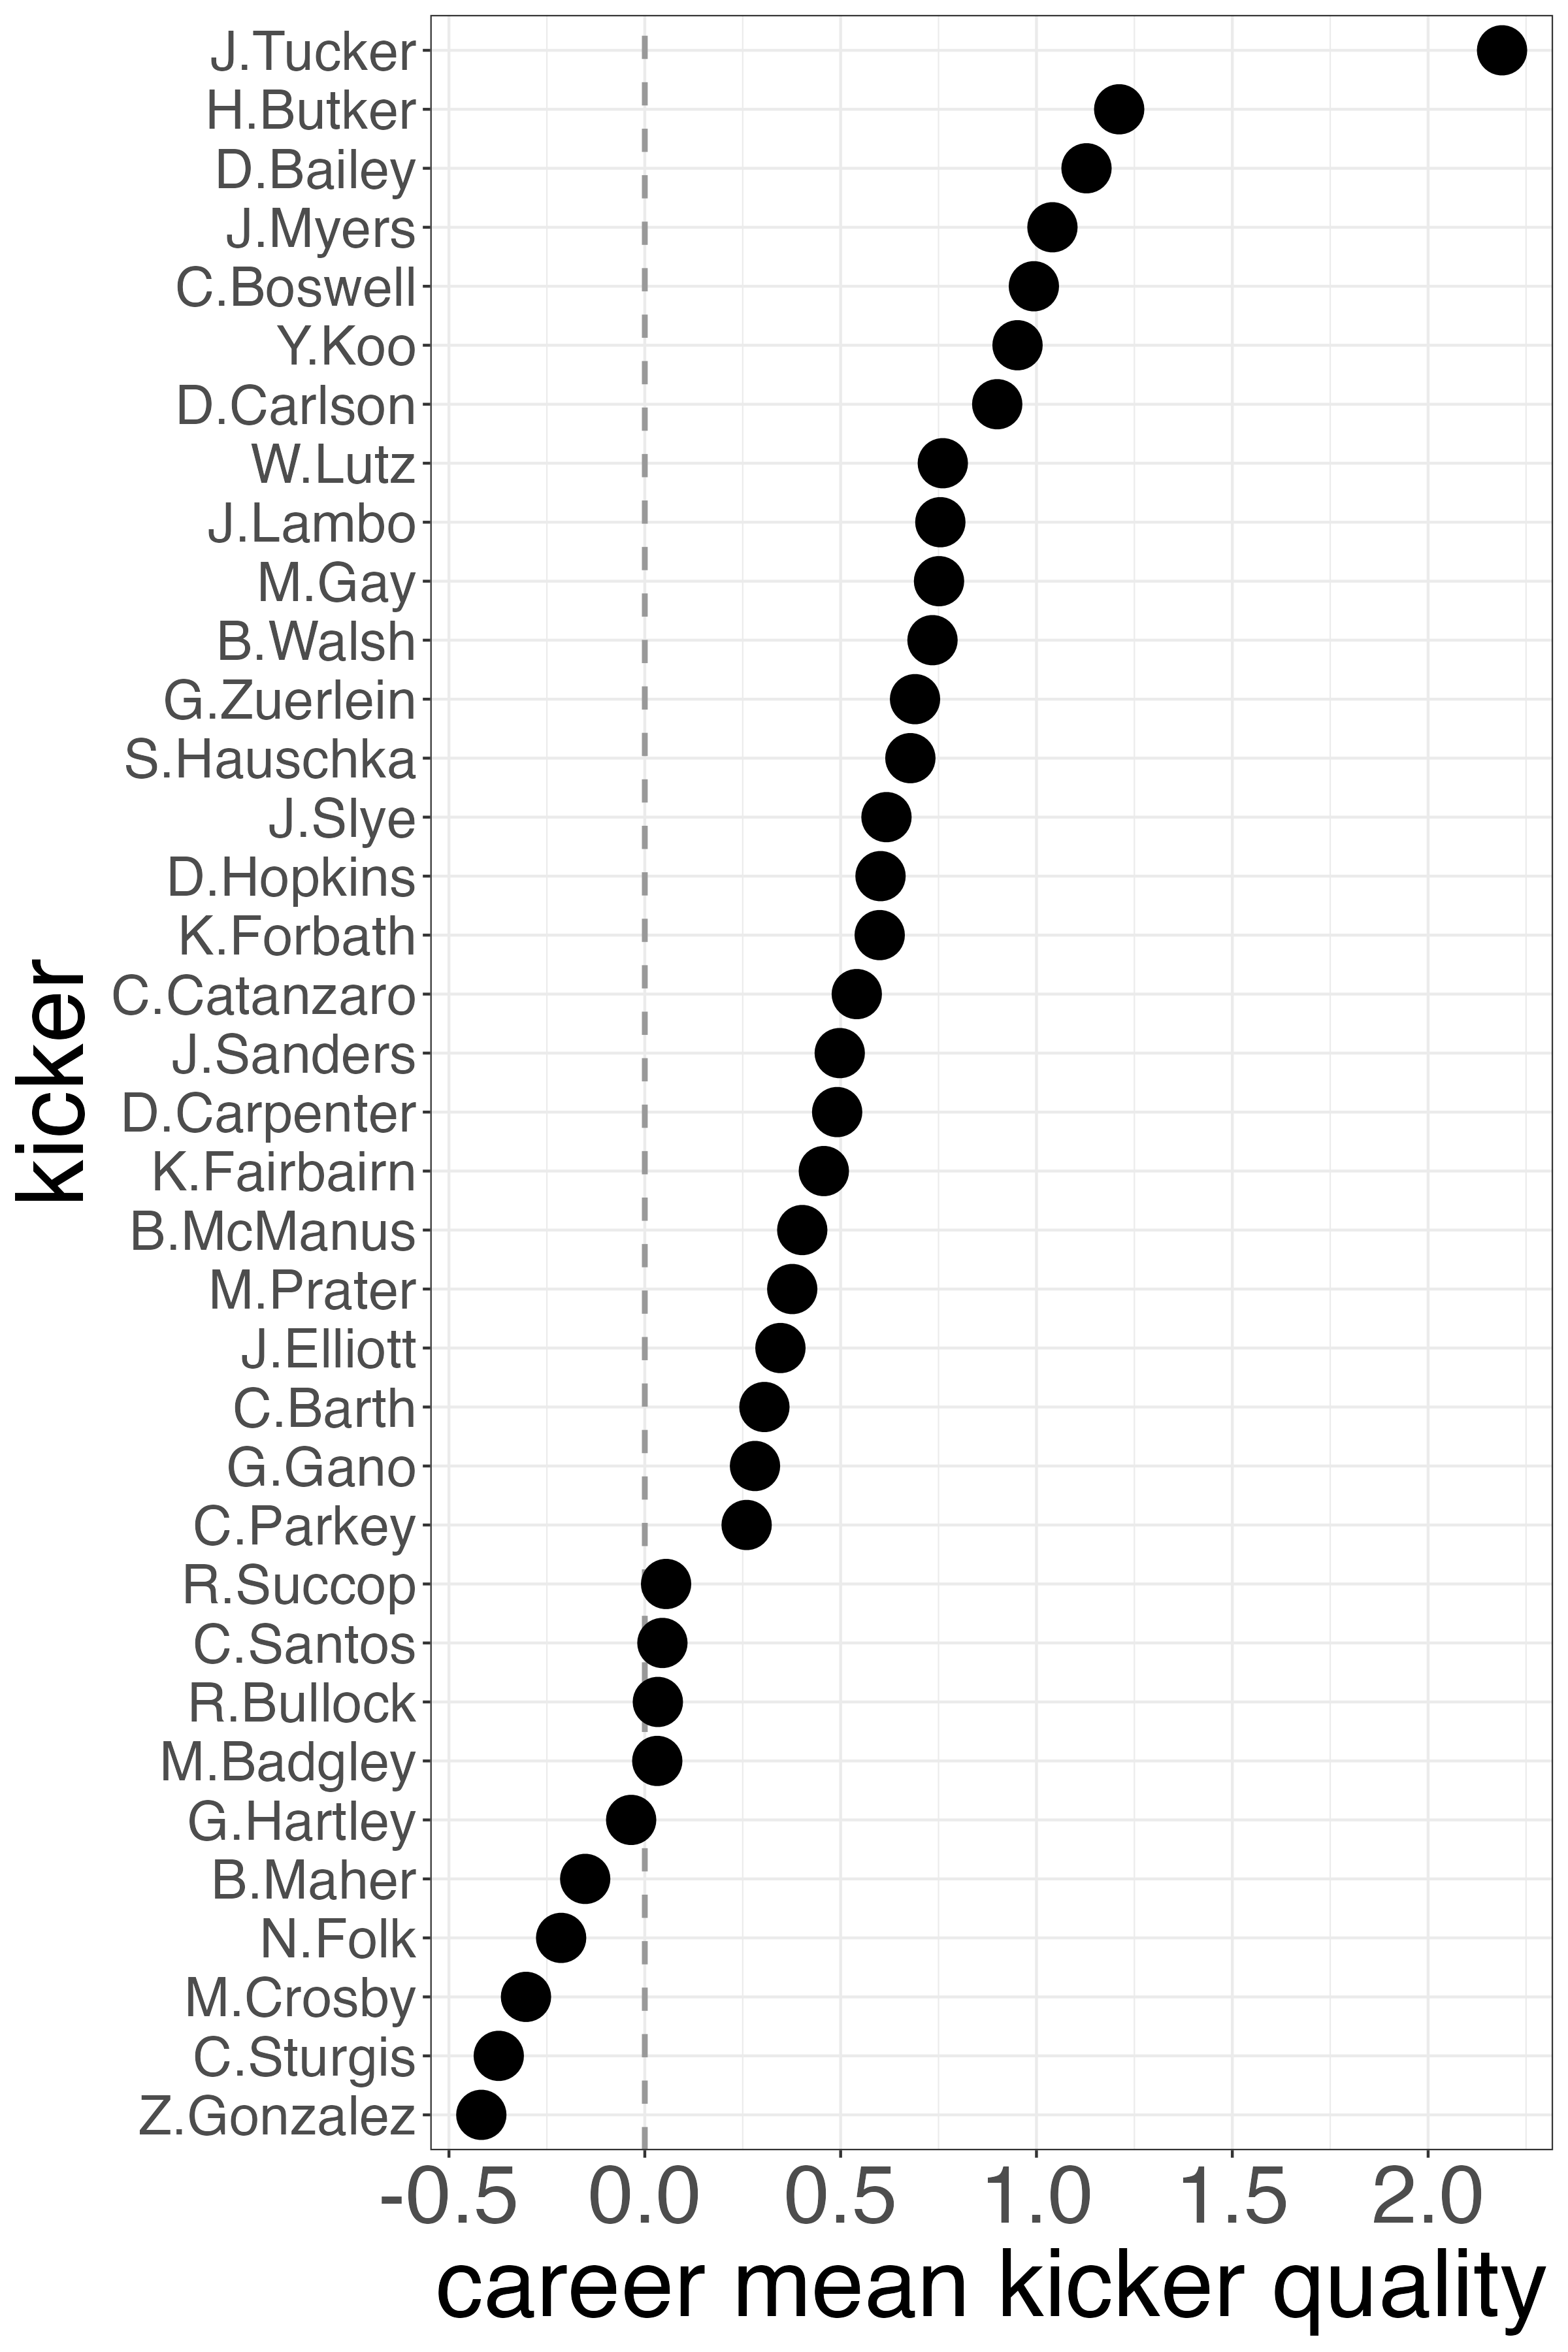 J.Tucker
H.Butker
D.Bailey
J.Myers
C.Boswell
Y.Koo
D.Carlson
W.Lutz
J.Lambo
M.Gay
B.Walsh
G.Zuerlein
S.Hauschka
J.Slye
D.Hopkins
K.Forbath
C.Catanzaro
J.Sanders
D.Carpenter
K.Fairbairn
B.McManus
M.Prater
J.Elliott
C.Barth
G.Gano
C.Parkey
R.Succop
C.Santos
R.Bullock
M.Badgley
G.Hartley
B.Maher
N.Folk
M.Crosby
C.Sturgis
Z.Gonzalez
kicker
-0.5 0.0 0.5 1.0 1.5 2.0
career mean kicker quality